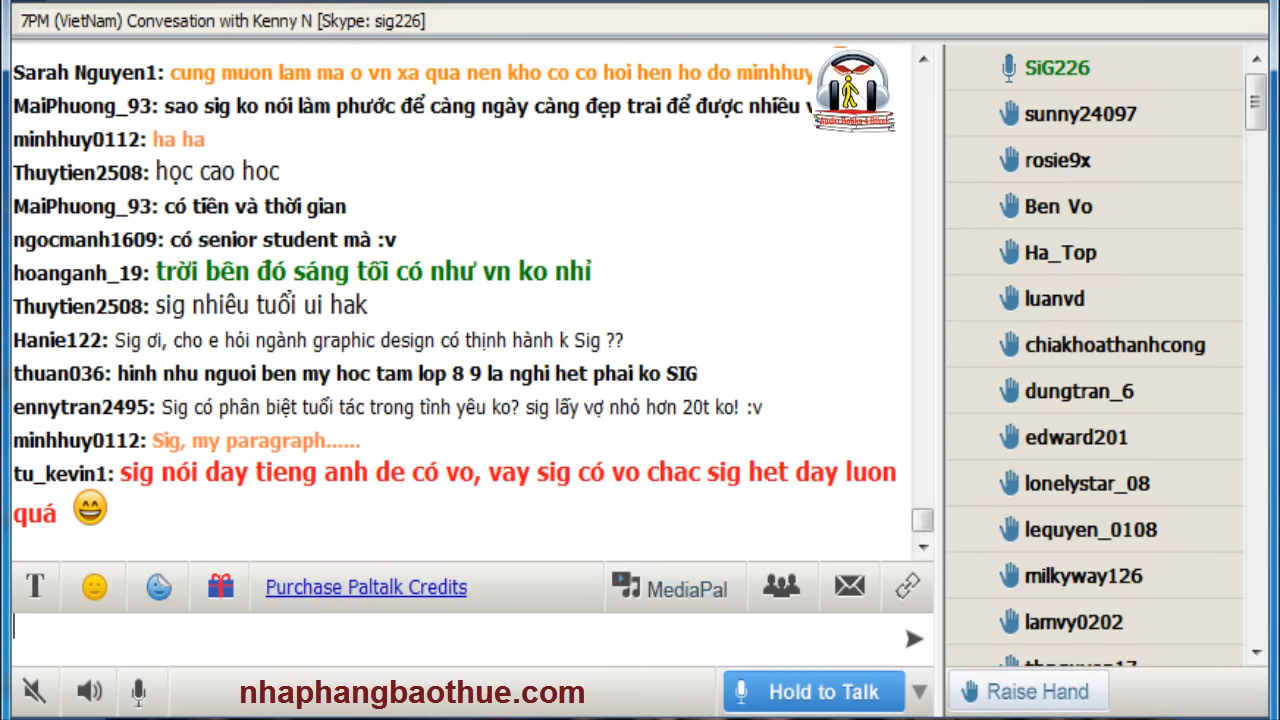 7PM (VietNam) Convesation with Kenny N [Skype: sig226]
Sarah Nguyen1: cung muon lam ma o vn xa qua nen kho co co hoi hen ho do minhhuy
MaiPhuong_93: sao sig ko nói làm phước để càng ngày càng đẹp trai để được nhiều v
minhhuy0112: ha ha
Thuytien2508: học cao học
MaiPhuong_93: có tiền và thời gian
ngocmanh1609: có senior student mà :v
hoanganh_19: trời bên đó sáng tối có như vn ko nhỉ
Thuytien2508: sig nhiêu tuổi ui hak
Hanie122: Sig ơi, cho e hỏi ngành graphic design có thịnh hành k Sig ??
thuan036: hinh nhu nguoi ben my hoc tam lop 8 9 la nghi het phai ko SIG
ennytran2495: Sig có phân biệt tuổi tác trong tình yêu ko? sig lấy vợ nhỏ hơn 20t ko! :v
minhhuy0112: Sig, my paragraph......
tu_kevin1: sig nói day tieng anh de có vo, vay sig có vo chac sig het day luon
quá
Purchase Paltalk Credits
MediaPal
nhaphangbaothue.com
Hold to Talk
SiG226
sunny24097
rosie9x
Ben Vo
Ha_Top
luanvd
chiakhoathanhcong
dungtran_6
edward201
lonelystar_08
lequyen_0108
milkyway126
lamvy0202
Raise Hand